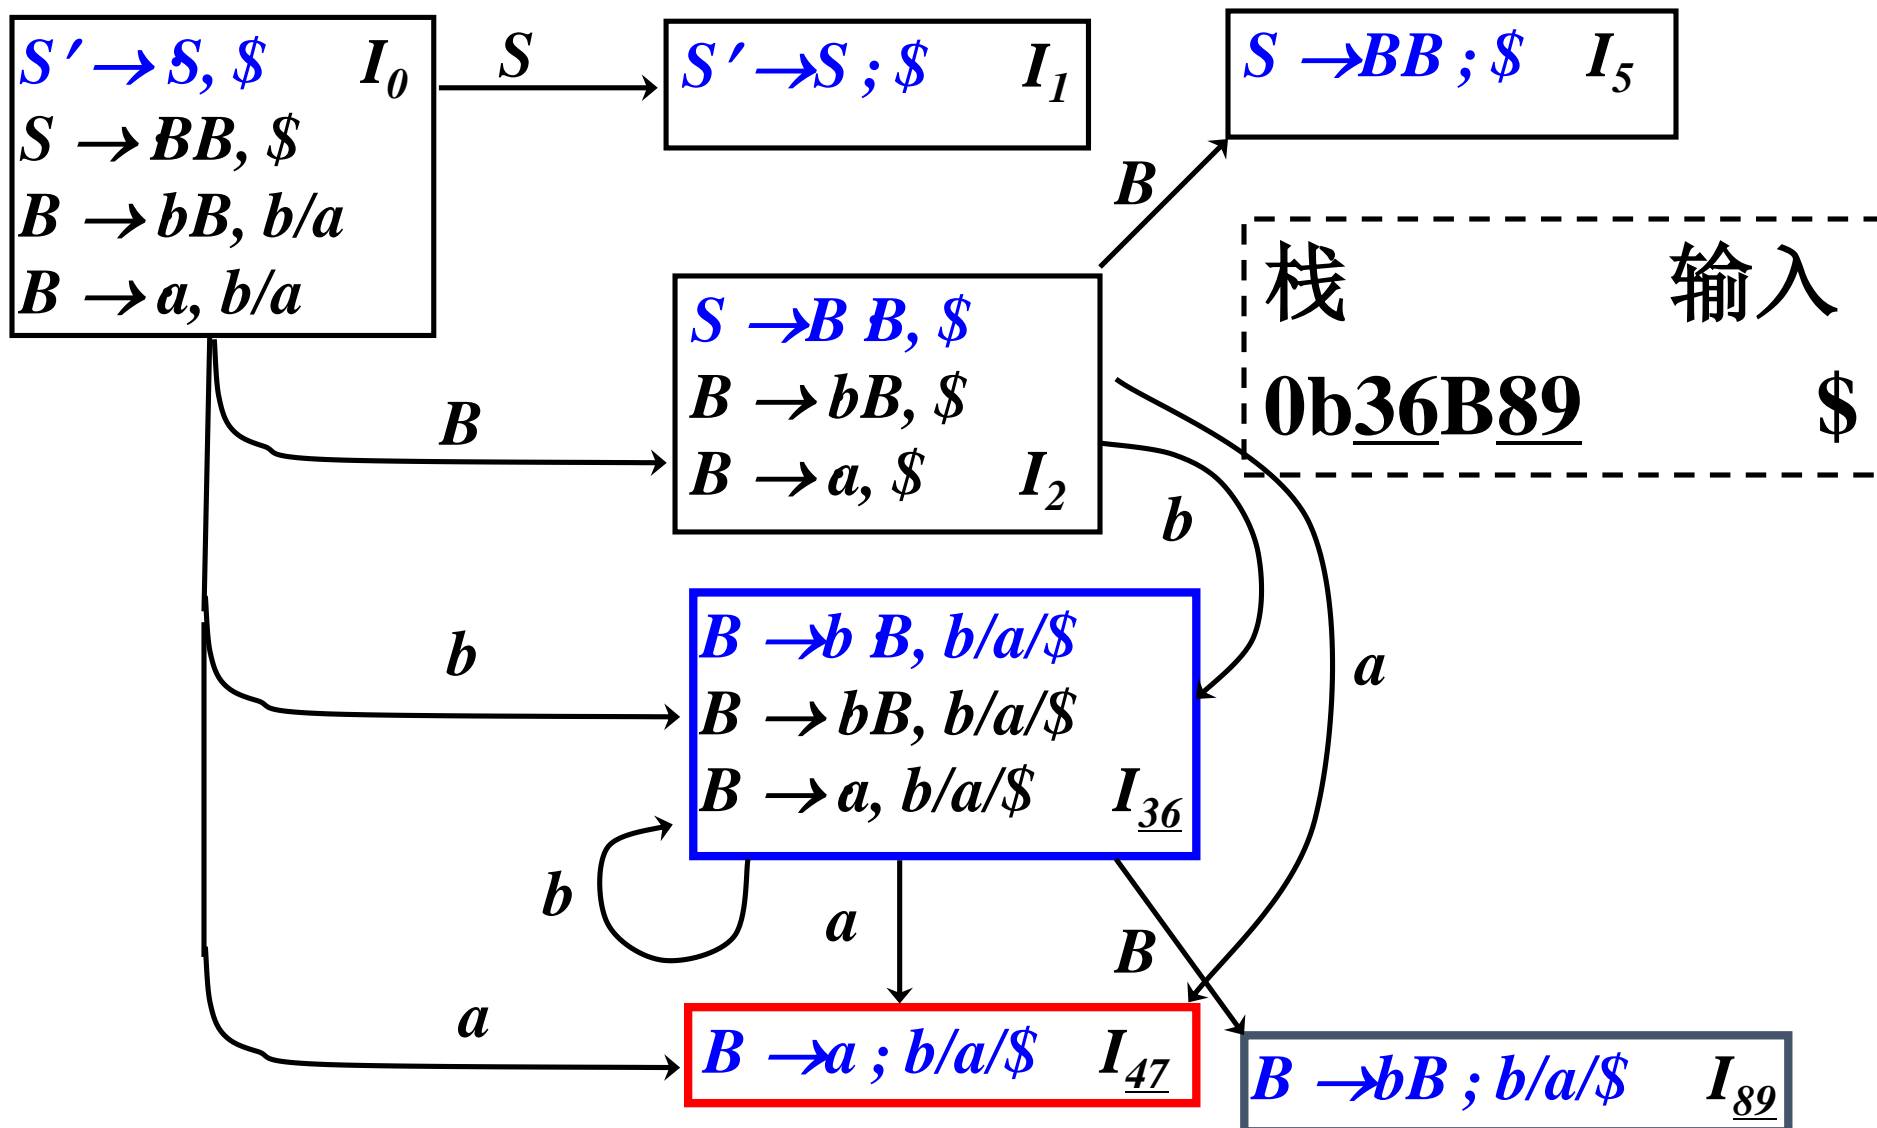 S′ → ·S, $ I₀
S → ·BB, $
B → ·bB, b/a
B → ·a, b/a
S
S′ → S ; $ I₁
S → BB ; $ I₅
B
栈 输入
0b36B89 $
S → B·B, $
B → ·bB, $
B → ·a, $ I₂
B
b
a
B → b·B, b/a/$
B → ·bB, b/a/$
B → ·a, b/a/$ I₃₆
b
b
a
B
a
B → a ; b/a/$ I₄₇
B → bB ; b/a/$ I₈₉